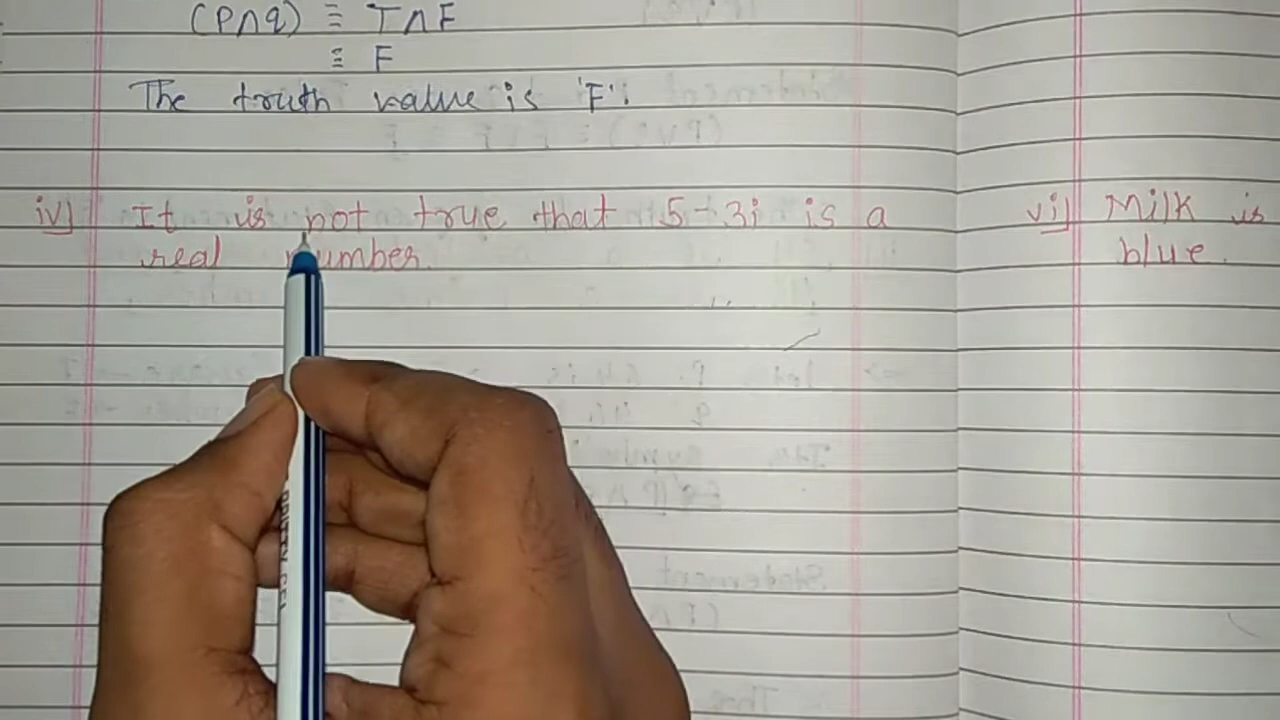 (p∧q) ≡ T∧F
≡ F
The truth value is 'F'.
iv] It is not true that 5-3i is a
real number.
vi] Milk is
blue.